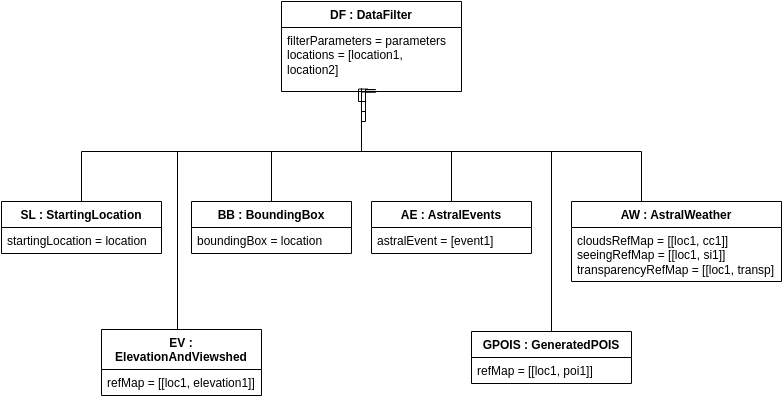 DF : DataFilter
filterParameters = parameters
locations = [location1,
location2]
SL : StartingLocation
startingLocation = location
BB : BoundingBox
boundingBox = location
AE : AstralEvents
astralEvent = [event1]
AW : AstralWeather
cloudsRefMap = [[loc1, cc1]]
seeingRefMap = [[loc1, si1]]
transparencyRefMap = [[loc1, transp]
EV :
ElevationAndViewshed
refMap = [[loc1, elevation1]]
GPOIS : GeneratedPOIS
refMap = [[loc1, poi1]]